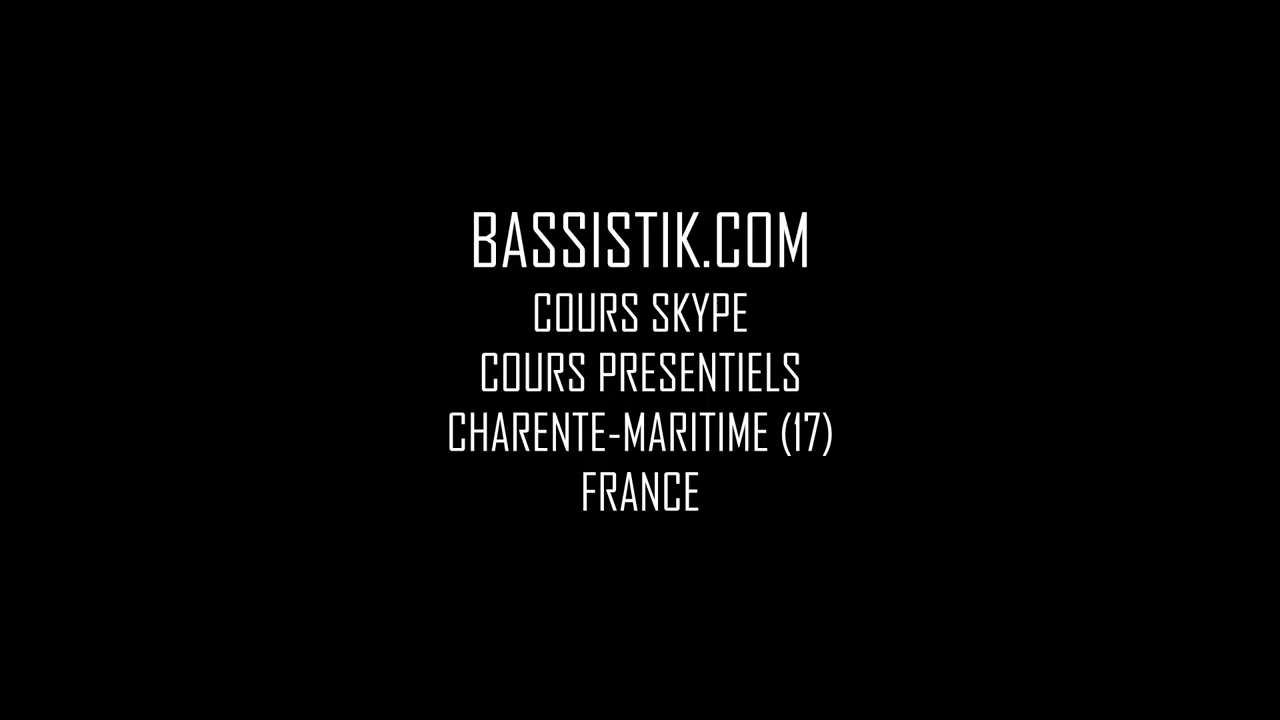 BASSISTIK.COM
COURS SKYPE
COURS PRESENTIELS
CHARENTE-MARITIME (17)
FRANCE